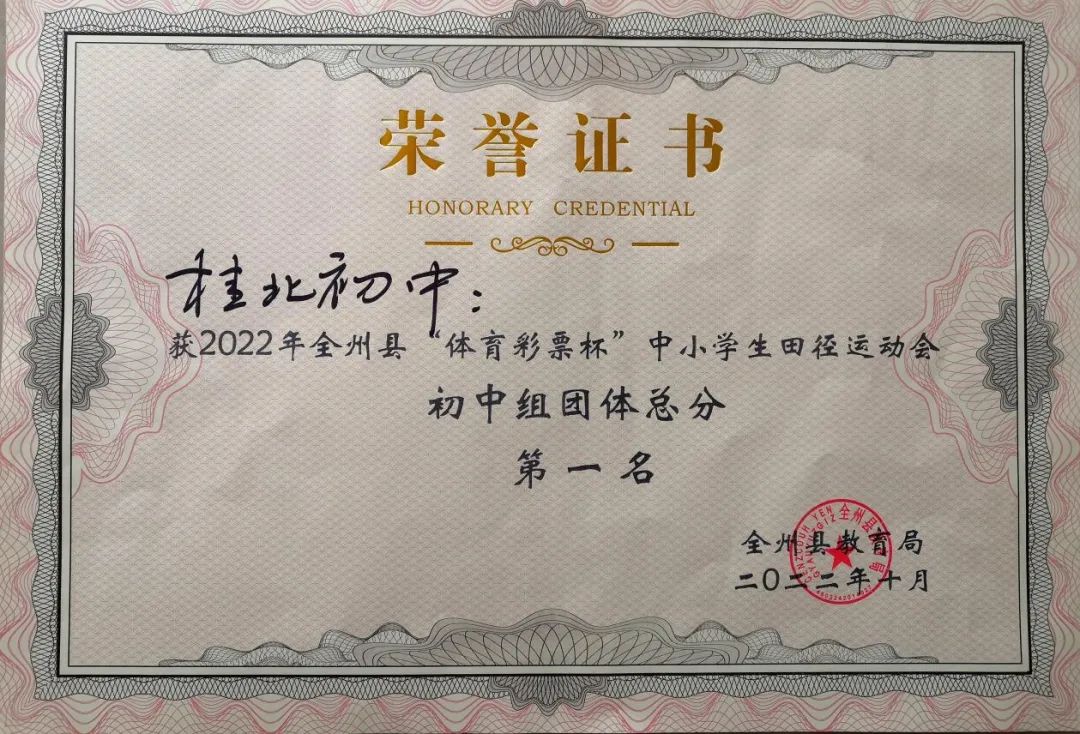 荣誉证书
HONORARY CREDENTIAL
桂北初中：
获2022年全州县“体育彩票杯”中小学生田径运动会
初中组团体总分
第一名
全州县教育局
二〇二二年十月